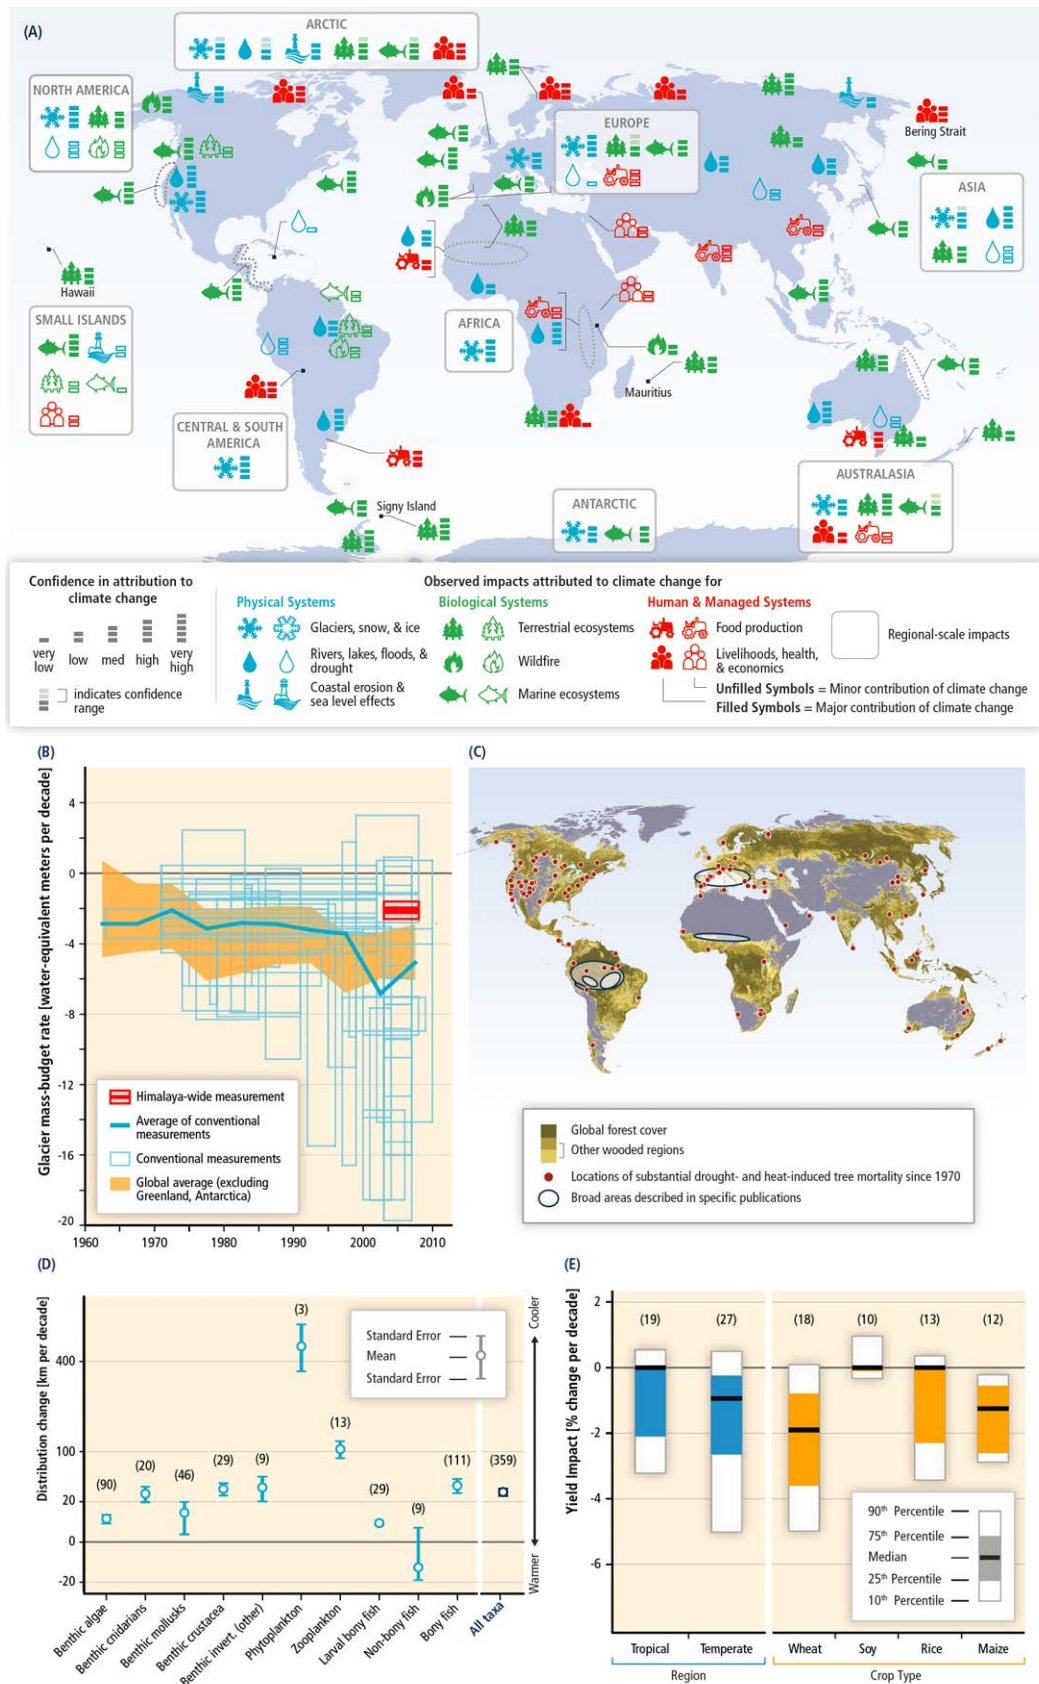 (A)
ARCTIC
NORTH AMERICA
EUROPE
Bering Strait
ASIA
Hawaii
SMALL ISLANDS
AFRICA
Mauritius
CENTRAL & SOUTH
AMERICA
AUSTRALASIA
Signy Island
ANTARCTIC
Confidence in attribution to
climate change
very
low
low
med
high
very
high
indicates confidence
range
Observed impacts attributed to climate change for
Physical Systems
Glaciers, snow, & ice
Rivers, lakes, floods, &
drought
Coastal erosion &
sea level effects
Biological Systems
Terrestrial ecosystems
Wildfire
Marine ecosystems
Human & Managed Systems
Food production
Livelihoods, health,
& economics
Regional-scale impacts
Unfilled Symbols = Minor contribution of climate change
Filled Symbols = Major contribution of climate change
(B)
Glacier mass-budget rate [water-equivalent meters per decade]
4
0
-4
-8
-12
-16
-20
1960 1970 1980 1990 2000 2010
Himalaya-wide measurement
Average of conventional
measurements
Conventional measurements
Global average (excluding
Greenland, Antarctica)
(C)
Global forest cover
Other wooded regions
Locations of substantial drought- and heat-induced tree mortality since 1970
Broad areas described in specific publications
(D)
Distribution change [km per decade]
400
100
20
0
-20
(90)
(20)
(46)
(29)
(9)
(3)
(13)
(29)
(9)
(111)
(359)
Standard Error
Mean
Standard Error
Cooler
Warmer
Benthic algae
Benthic cnidarians
Benthic mollusks
Benthic crustacea
Benthic invert. (other)
Phytoplankton
Zooplankton
Larval bony fish
Non-bony fish
Bony fish
All taxa
(E)
Yield Impact [% change per decade]
2
0
-2
-4
-6
(19) (27) (18) (10) (13) (12)
90th Percentile
75th Percentile
Median
25th Percentile
10th Percentile
Tropical Temperate Wheat Soy Rice Maize
Region Crop Type